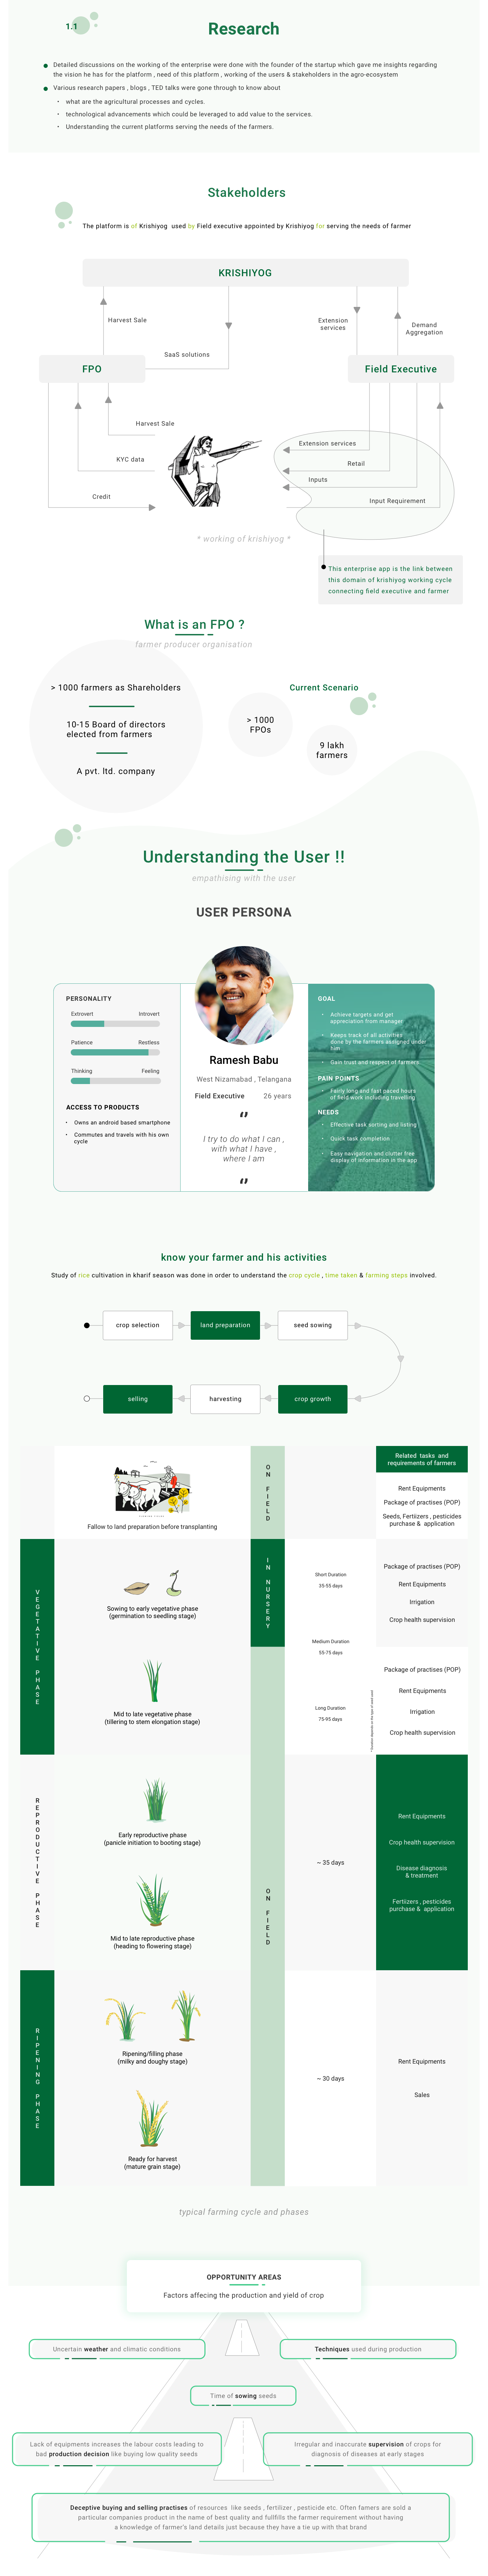 1.1
Research
Detailed discussions on the working of the enterprise were done with the founder of the startup which gave me insights regarding
the vision he has for the platform , need of this platform , working of the users & stakeholders in the agro-ecosystem
Various research papers , blogs , TED talks were gone through to know about
what are the agricultural processes and cycles.
technological advancements which could be leveraged to add value to the services.
Understanding the current platforms serving the needs of the farmers.
Stakeholders
The platform is of Krishiyog used by Field executive appointed by Krishiyog for serving the needs of farmer
KRISHIYOG
Harvest Sale
SaaS solutions
Extension
services
Demand
Aggregation
FPO
Field Executive
Harvest Sale
KYC data
Credit
Extension services
Retail
Inputs
Input Requirement
* working of krishiyog *
This enterprise app is the link between
this domain of krishiyog working cycle
connecting field executive and farmer
What is an FPO ?
farmer producer organisation
> 1000 farmers as Shareholders
10-15 Board of directors
elected from farmers
A pvt. ltd. company
Current Scenario
> 1000
FPOs
9 lakh
farmers
Understanding the User !!
empathising with the user
USER PERSONA
PERSONALITY
Extrovert Introvert
Patience Restless
Thinking Feeling
ACCESS TO PRODUCTS
Owns an android based smartphone
Commutes and travels with his own
cycle
Ramesh Babu
West Nizamabad , Telangana
Field Executive 26 years
I try to do what I can ,
with what I have ,
where I am
GOAL
Achieve targets and get
appreciation from manager
Keeps track of all activities
done by the farmers assigned under
him
Gain trust and respect of farmers
PAIN POINTS
Fairly long and fast paced hours
of field work including travelling
NEEDS
Effective task sorting and listing
Quick task completion
Easy navigation and clutter free
display of information in the app
know your farmer and his activities
Study of rice cultivation in kharif season was done in order to understand the crop cycle , time taken & farming steps involved.
crop selection
land preparation
seed sowing
selling
harvesting
crop growth
Fallow to land preparation before transplanting
ON FIELD
Related tasks and
requirements of farmers
Rent Equipments
Package of practises (POP)
Seeds, Fertiizers , pesticides
purchase & application
VEGETATIVE PHASE
Sowing to early vegetative phase
(germination to seedling stage)
IN NURSERY
Short Duration
35-55 days
Package of practises (POP)
Rent Equipments
Irrigation
Crop health supervision
Medium Duration
55-75 days
Mid to late vegetative phase
(tillering to stem elongation stage)
Long Duration
75-95 days
Package of practises (POP)
Rent Equipments
Irrigation
Crop health supervision
REPRODUCTIVE PHASE
Early reproductive phase
(panicle initiation to booting stage)
Mid to late reproductive phase
(heading to flowering stage)
ON FIELD
~ 35 days
Rent Equipments
Crop health supervision
Disease diagnosis
& treatment
Fertiizers , pesticides
purchase & application
RIPENING PHASE
Ripening/filling phase
(milky and doughy stage)
Ready for harvest
(mature grain stage)
~ 30 days
Rent Equipments
Sales
typical farming cycle and phases
OPPORTUNITY AREAS
Factors affecing the production and yield of crop
Uncertain weather and climatic conditions
Techniques used during production
Time of sowing seeds
Lack of equipments increases the labour costs leading to
bad production decision like buying low quality seeds
Irregular and inaccurate supervision of crops for
diagnosis of diseases at early stages
Deceptive buying and selling practises of resources like seeds , fertilizer , pesticide etc. Often famers are sold a
particular companies product in the name of best quality and fullfills the farmer requirement without having
a knowledge of farmer's land details just because they have a tie up with that brand